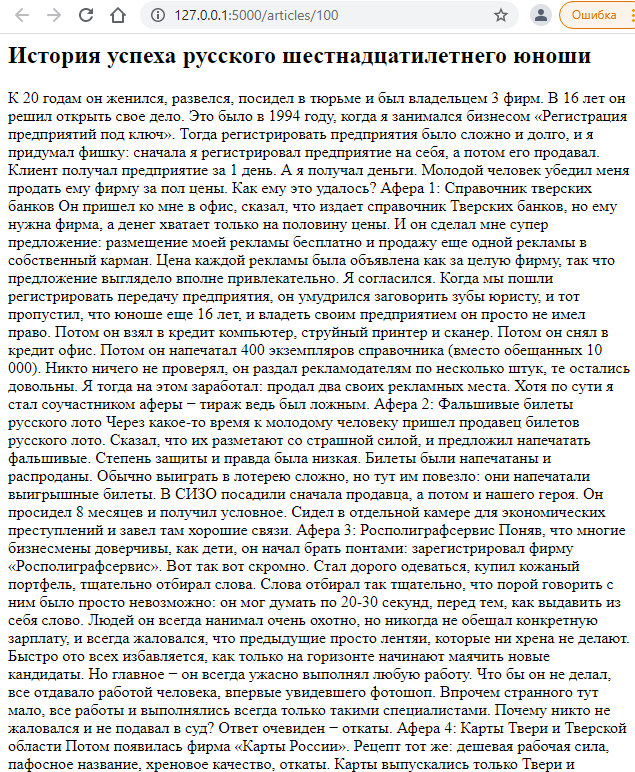 127.0.0.1:5000/articles/100
Ошибка
История успеха русского шестнадцатилетнего юноши
К 20 годам он женился, развелся, посидел в тюрьме и был владельцем 3 фирм. В 16 лет он
решил открыть свое дело. Это было в 1994 году, когда я занимался бизнесом «Регистрация
предприятий под ключ». Тогда регистрировать предприятия было сложно и долго, и я
придумал фишку: сначала я регистрировал предприятие на себя, а потом его продавал.
Клиент получал предприятие за 1 день. А я получал деньги. Молодой человек убедил меня
продать ему фирму за пол цены. Как ему это удалось? Афера 1: Справочник тверских
банков Он пришел ко мне в офис, сказал, что издает справочник Тверских банков, но ему
нужна фирма, а денег хватает только на половину цены. И он сделал мне супер
предложение: размещение моей рекламы бесплатно и продажу еще одной рекламы в
собственный карман. Цена каждой рекламы была объявлена как за целую фирму, так что
предложение выглядело вполне привлекательно. Я согласился. Когда мы пошли
регистрировать передачу предприятия, он умудрился заговорить зубы юристу, и тот
пропустил, что юноше еще 16 лет, и владеть своим предприятием он просто не имел
право. Потом он взял в кредит компьютер, струйный принтер и сканер. Потом он снял в
кредит офис. Потом он напечатал 400 экземпляров справочника (вместо обещанных 10
000). Никто ничего не проверял, он раздал рекламодателям по несколько штук, те остались
довольны. Я тогда на этом заработал: продал два своих рекламных места. Хотя по сути я
стал соучастником аферы − тираж ведь был ложным. Афера 2: Фальшивые билеты
русского лото Через какое-то время к молодому человеку пришел продавец билетов
русского лото. Сказал, что их разметают со страшной силой, и предложил напечатать
фальшивые. Степень защиты и правда была низкая. Билеты были напечатаны и
распроданы. Обычно выиграть в лотерею сложно, но тут им повезло: они напечатали
выигрышные билеты. В СИЗО посадили сначала продавца, а потом и нашего героя. Он
просидел 8 месяцев и получил условное. Сидел в отдельной камере для экономических
преступлений и завел там хорошие связи. Афера 3: Росполиграфсервис Поняв, что многие
бизнесмены доверчивы, как дети, он начал брать понтами: зарегистрировал фирму
«Росполиграфсервис». Вот так вот скромно. Стал дорого одеваться, купил кожаный
портфель, тщательно отбирал слова. Слова отбирал так тщательно, что порой говорить с
ним было просто невозможно: он мог думать по 20-30 секунд, перед тем, как выдавить из
себя слово. Людей он всегда нанимал очень охотно, но никогда не обещал конкретную
зарплату, и всегда жаловался, что предыдущие просто лентяи, которые ни хрена не делают.
Быстро ото всех избавляется, как только на горизонте начинают маячить новые
кандидаты. Но главное − он всегда ужасно выполнял любую работу. Что бы он не делал,
все отдавало работой человека, впервые увидевшего фотошоп. Впрочем странного тут
мало, все работы и выполнялись всегда только такими специалистами. Почему никто не
жаловался и не подавал в суд? Ответ очевиден − откаты. Афера 4: Карты Твери и Тверской
области Потом появилась фирма «Карты России». Рецепт тот же: дешевая рабочая сила,
пафосное название, хреновое качество, откаты. Карты выпускались только Твери и